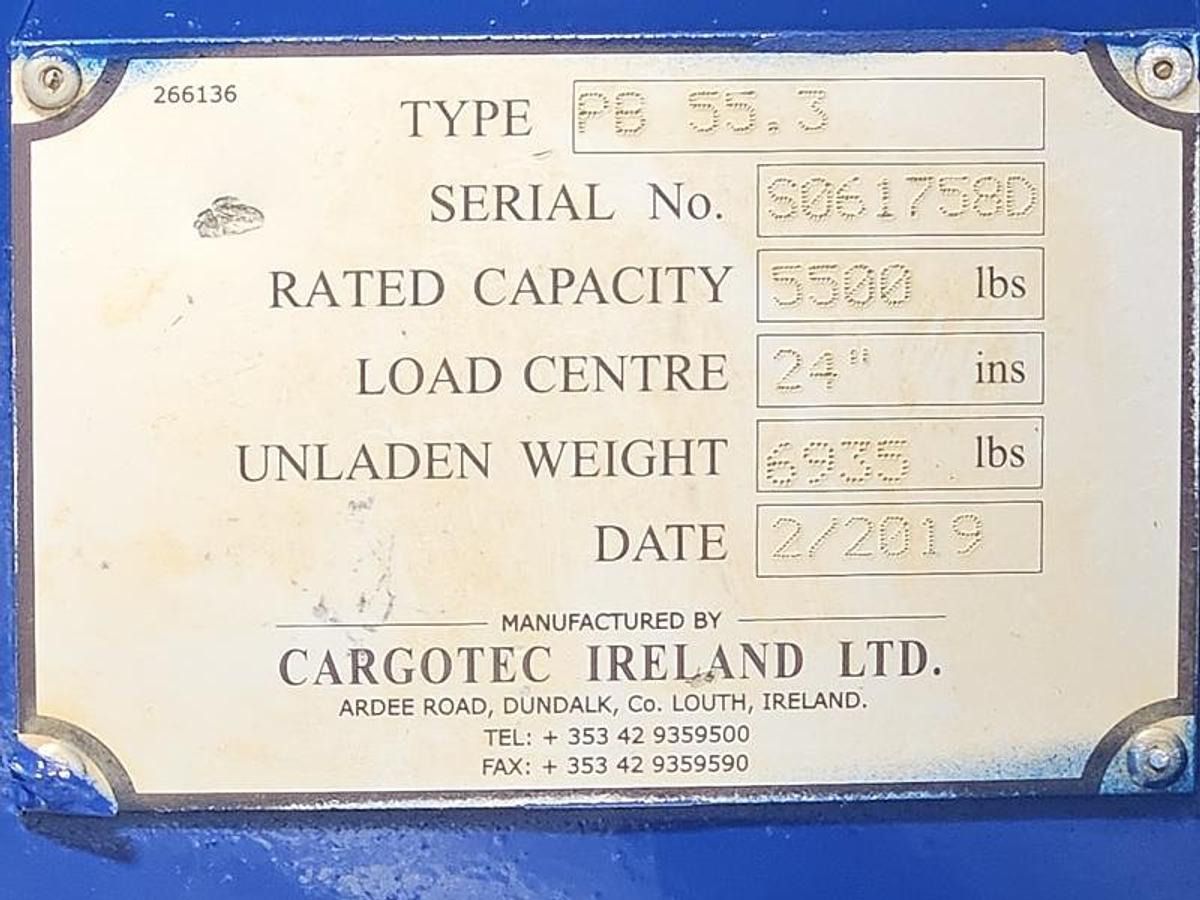 266136
TYPE PB 55.3
SERIAL No. S061758D
RATED CAPACITY 5500 lbs
LOAD CENTRE 24" ins
UNLADEN WEIGHT 6935 lbs
DATE 2/2019
MANUFACTURED BY
CARGOTEC IRELAND LTD.
ARDEE ROAD, DUNDALK, Co. LOUTH, IRELAND.
TEL: + 353 42 9359500
FAX: + 353 42 9359590